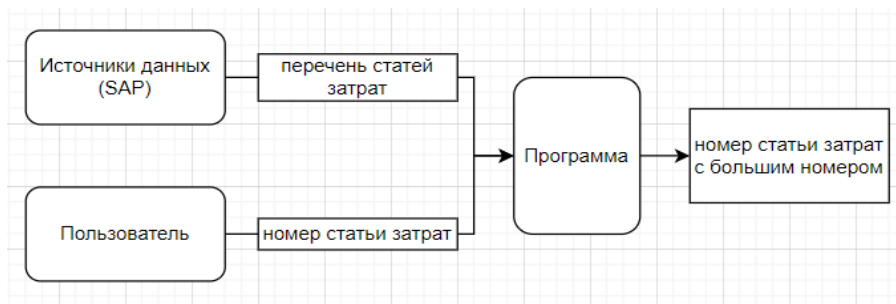 Источники данных
(SAP)
перечень статей
затрат
Программа
номер статьи затрат
с большим номером
Пользователь
номер статьи затрат